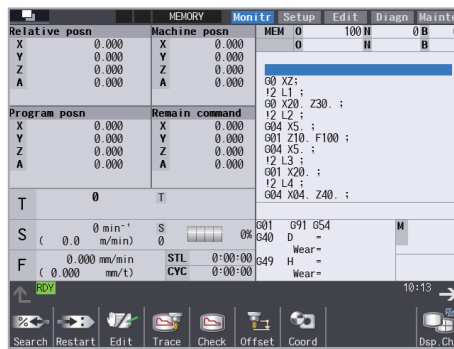 MEMORY Monitr Setup Edit Diagn Mainte
Relative posn Machine posn MEM O 100 N 0 B
X 0.000 X 0.000 O N B
Y 0.000 Y 0.000
Z 0.000 Z 0.000
A 0.000 A 0.000
G0 XZ;
G0 X20. Z30. ;
!2 L1 ;
!2 L2 ;
Program posn Remain command
X 0.000 X 0.000
Y 0.000 Y 0.000
Z 0.000 Z 0.000
A 0.000 A 0.000
G04 X5. ;
G01 Z10. F100 ;
G04 X5. ;
!2 L3 ;
G01 X20. ;
!2 L4 ;
G04 X04. Z40. ;
T 0 T
S 0 min⁻¹ S 0%
( 0.0 m/min) 0
G01 G91 G54 M
G40 D =
Wear=
G49 H =
Wear=
F 0.000 mm/min STL 0:00:00
( 0.000 mm/t) CYC 0:00:00
RDY 10:13
Search Restart Edit Trace Check Offset Coord Dsp.Ch